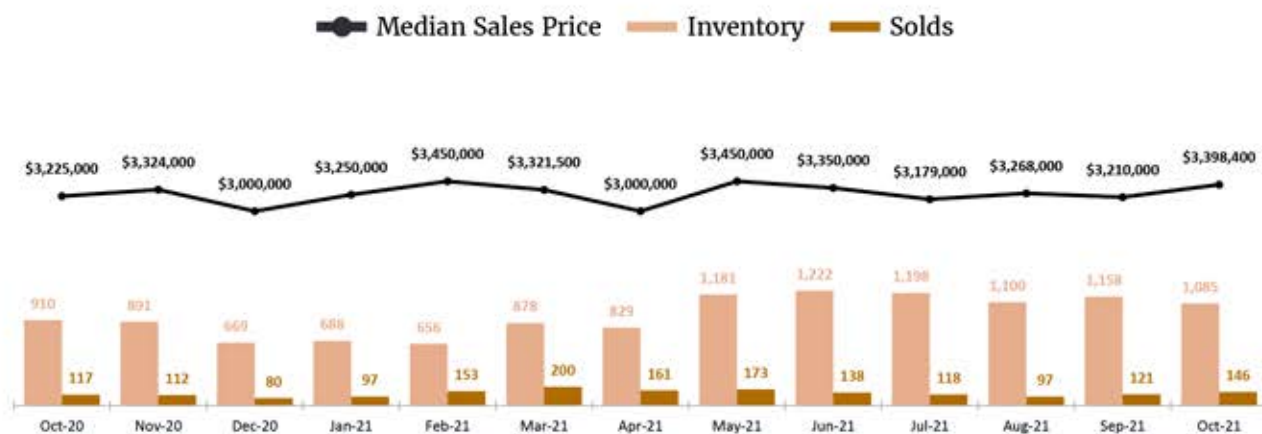 Median Sales Price Inventory Solds
$3,225,000 $3,324,000 $3,000,000 $3,250,000 $3,450,000 $3,321,500 $3,000,000 $3,450,000 $3,350,000 $3,179,000 $3,268,000 $3,210,000 $3,398,400
910 891 669 688 656 878 829 1,181 1,222 1,198 1,100 1,158 1,085
117 112 80 97 153 200 161 173 138 118 97 121 146
Oct-20 Nov-20 Dec-20 Jan-21 Feb-21 Mar-21 Apr-21 May-21 Jun-21 Jul-21 Aug-21 Sep-21 Oct-21